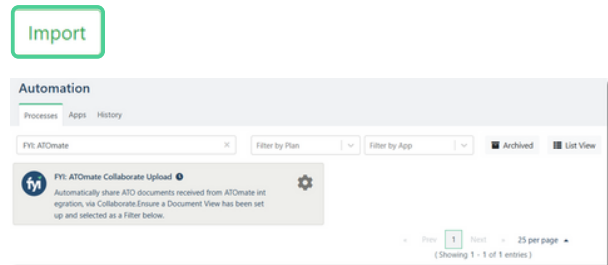 Import
Automation
Processes Apps History
FYI: ATOmate × Filter by Plan Filter by App Archived List View
fyi FYI: ATOmate Collaborate Upload
Automatically share ATO documents received from ATOmate int
egration, via Collaborate.Ensure a Document View has been set
up and selected as a Filter below.
« Prev 1 Next » 25 per page
( Showing 1 - 1 of 1 entries )